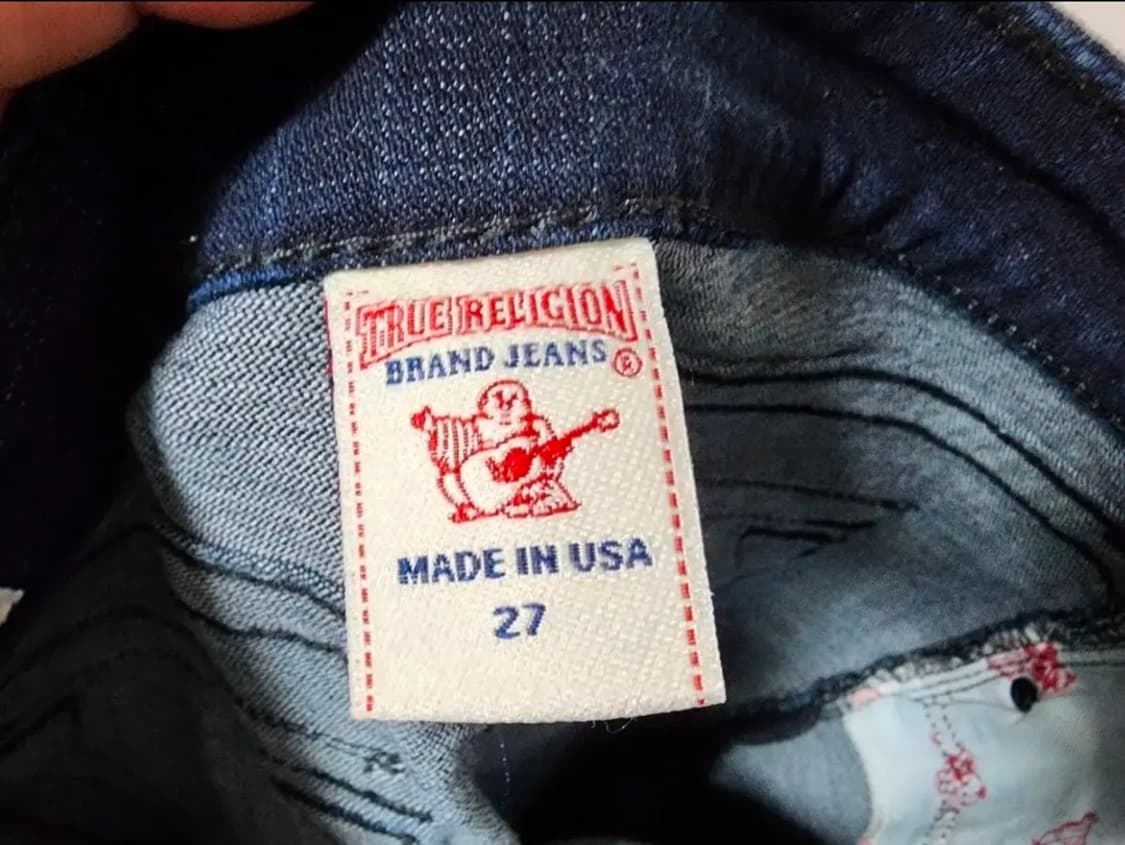 TRUE RELIGION
BRAND JEANS ®
MADE IN USA
27